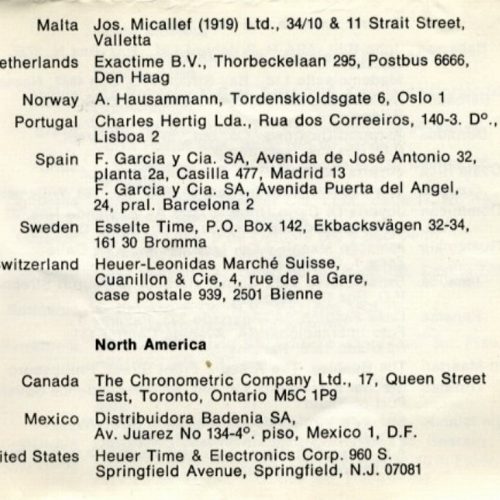 Malta Jos. Micallef (1919) Ltd., 34/10 & 11 Strait Street,
Valletta
etherlands Exactime B.V., Thorbeckelaan 295, Postbus 6666,
Den Haag
Norway A. Hausammann, Tordenskioldsgate 6, Oslo 1
Portugal Charles Hertig Lda., Rua dos Correeiros, 140-3. Dº.,
Lisboa 2
Spain F. Garcia y Cia. SA, Avenida de José Antonio 32,
planta 2a, Casilla 477, Madrid 13
F. Garcia y Cia. SA, Avenida Puerta del Angel,
24, pral. Barcelona 2
Sweden Esselte Time, P.O. Box 142, Ekbacksvägen 32-34,
161 30 Bromma
witzerland Heuer-Leonidas Marché Suisse,
Cuanillon & Cie, 4, rue de la Gare,
case postale 939, 2501 Bienne
North America
Canada The Chronometric Company Ltd., 17, Queen Street
East, Toronto, Ontario M5C 1P9
Mexico Distribuidora Badenia SA,
Av. Juarez No 134-4º. piso, Mexico 1, D.F.
ited States Heuer Time & Electronics Corp. 960 S.
Springfield Avenue, Springfield, N.J. 07081